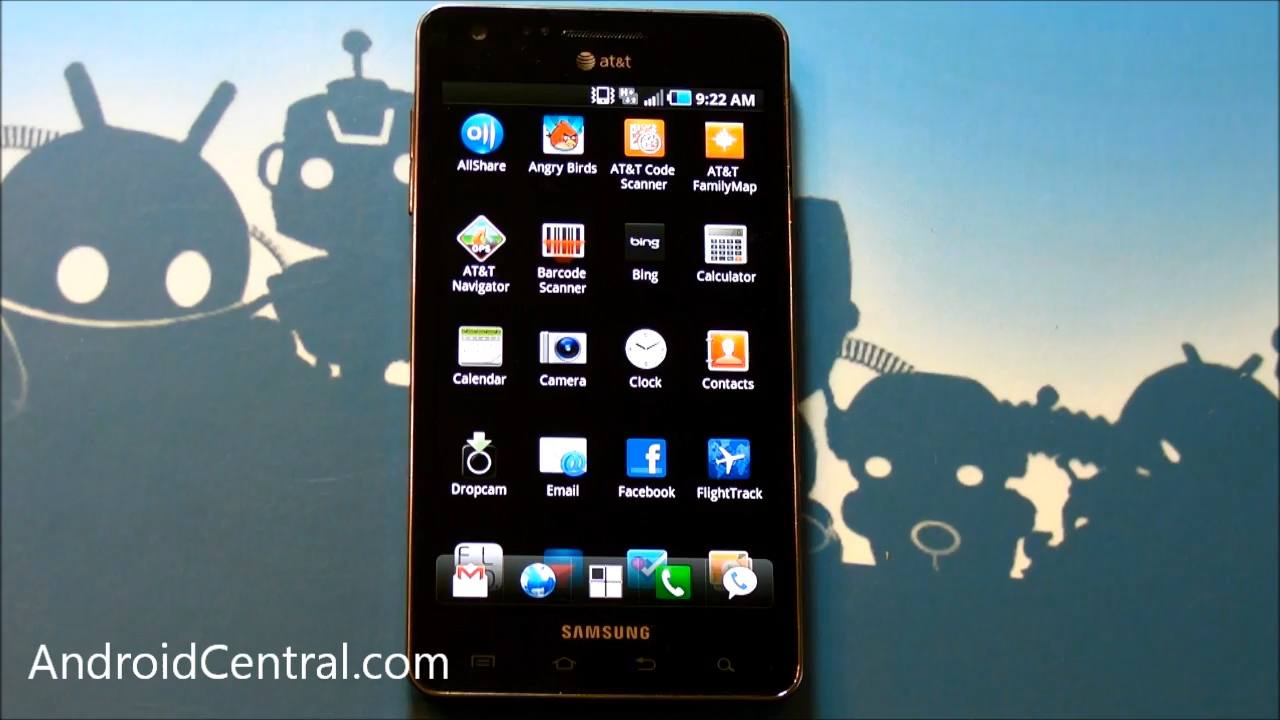 at&t
9:22 AM
AllShare
Angry Birds
AT&T Code
Scanner
AT&T
FamilyMap
GPS
AT&T
Navigator
Barcode
Scanner
bing
Bing
Calculator
Calendar
Camera
Clock
Contacts
Dropcam
Email
Facebook
FlightTrack
SAMSUNG
AndroidCentral.com